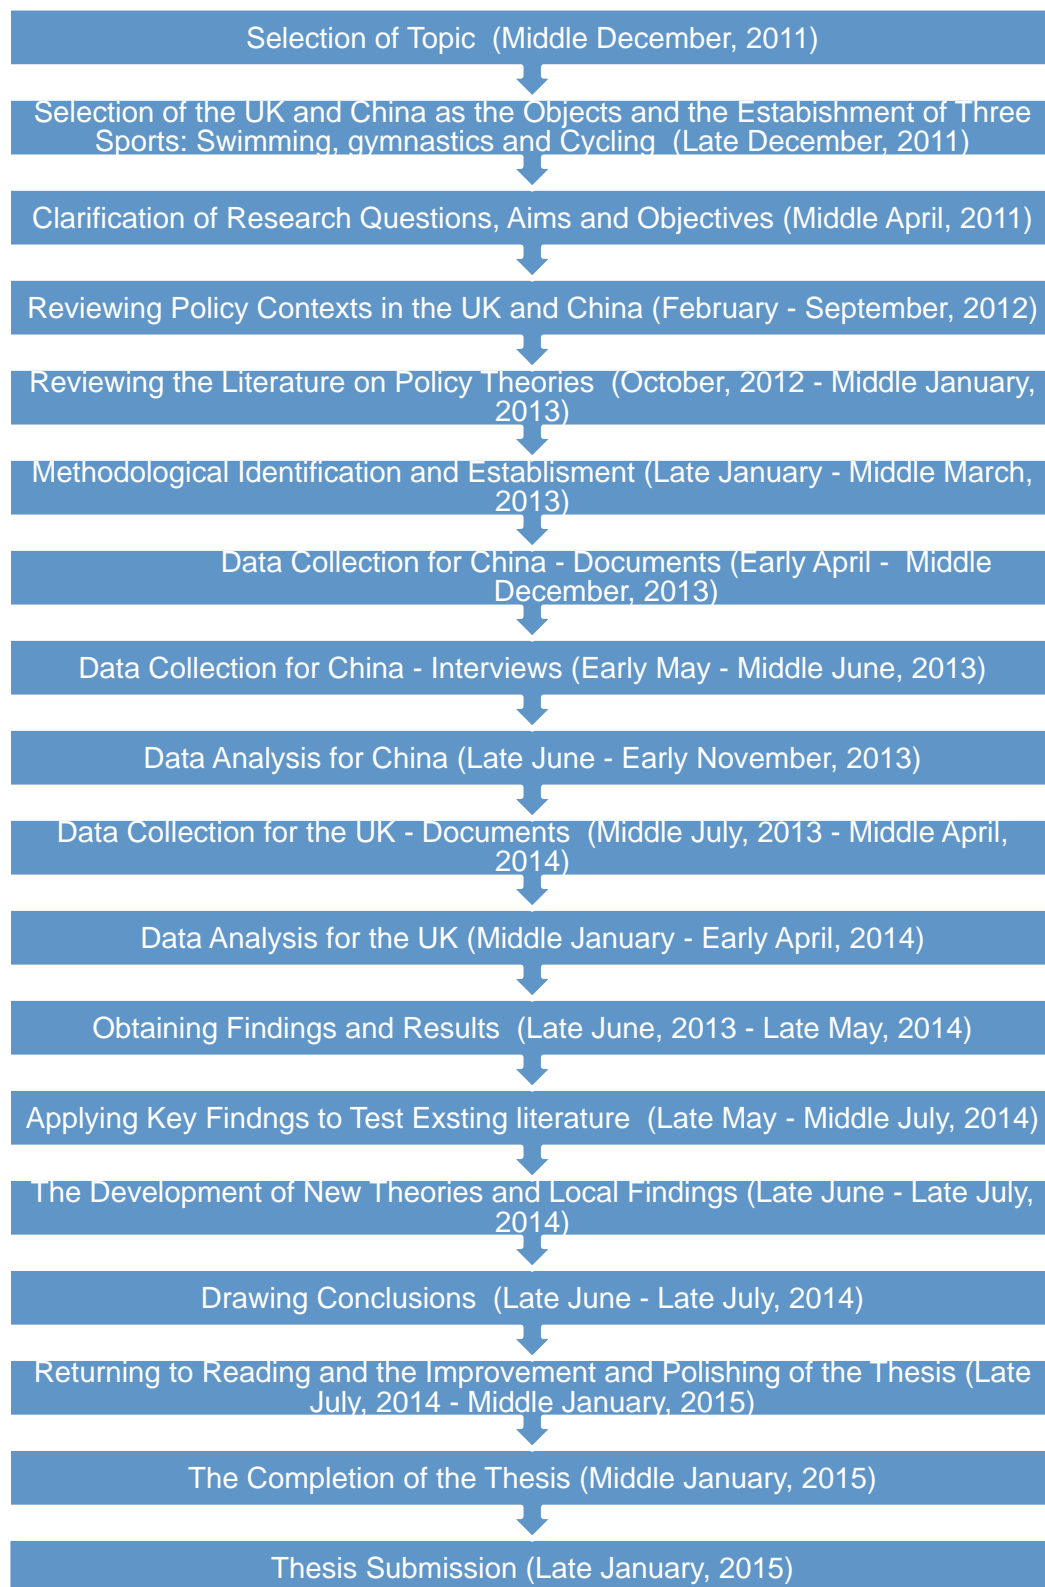 Selection of Topic (Middle December, 2011)
Selection of the UK and China as the Objects and the Estabishment of Three
Sports: Swimming, gymnastics and Cycling (Late December, 2011)
Clarification of Research Questions, Aims and Objectives (Middle April, 2011)
Reviewing Policy Contexts in the UK and China (February - September, 2012)
Reviewing the Literature on Policy Theories (October, 2012 - Middle January,
2013)
Methodological Identification and Establisment (Late January - Middle March,
2013)
Data Collection for China - Documents (Early April - Middle
December, 2013)
Data Collection for China - Interviews (Early May - Middle June, 2013)
Data Analysis for China (Late June - Early November, 2013)
Data Collection for the UK - Documents (Middle July, 2013 - Middle April,
2014)
Data Analysis for the UK (Middle January - Early April, 2014)
Obtaining Findings and Results (Late June, 2013 - Late May, 2014)
Applying Key Findngs to Test Exsting literature (Late May - Middle July, 2014)
The Development of New Theories and Local Findings (Late June - Late July,
2014)
Drawing Conclusions (Late June - Late July, 2014)
Returning to Reading and the Improvement and Polishing of the Thesis (Late
July, 2014 - Middle January, 2015)
The Completion of the Thesis (Middle January, 2015)
Thesis Submission (Late January, 2015)